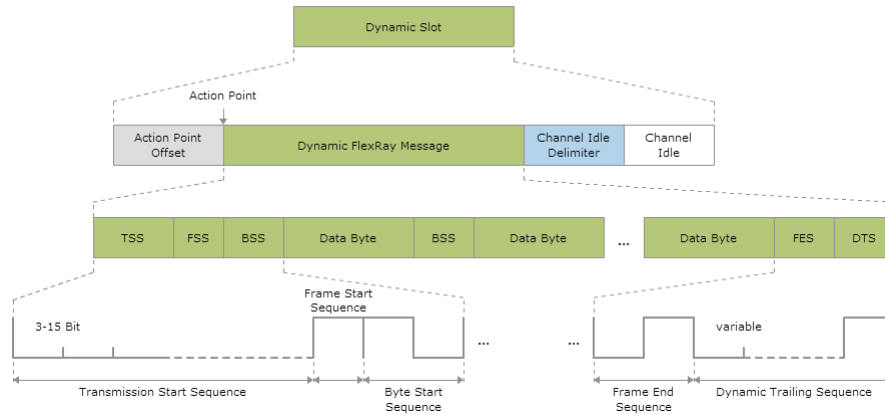 Dynamic Slot
Action Point
Action Point
Offset
Dynamic FlexRay Message
Channel Idle
Delimiter
Channel
Idle
TSS
FSS
BSS
Data Byte
BSS
Data Byte
...
Data Byte
FES
DTS
Frame Start
Sequence
3-15 Bit
...
...
variable
Transmission Start Sequence
Byte Start
Sequence
Frame End
Sequence
Dynamic Trailing Sequence